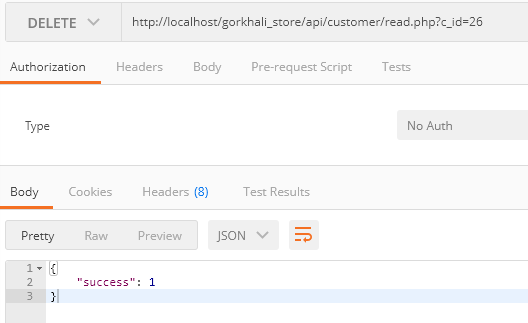 DELETE http://localhost/gorkhali_store/api/customer/read.php?c_id=26
Authorization Headers Body Pre-request Script Tests
Type No Auth
Body Cookies Headers (8) Test Results
Pretty Raw Preview JSON
1 {
2 "success": 1
3 }